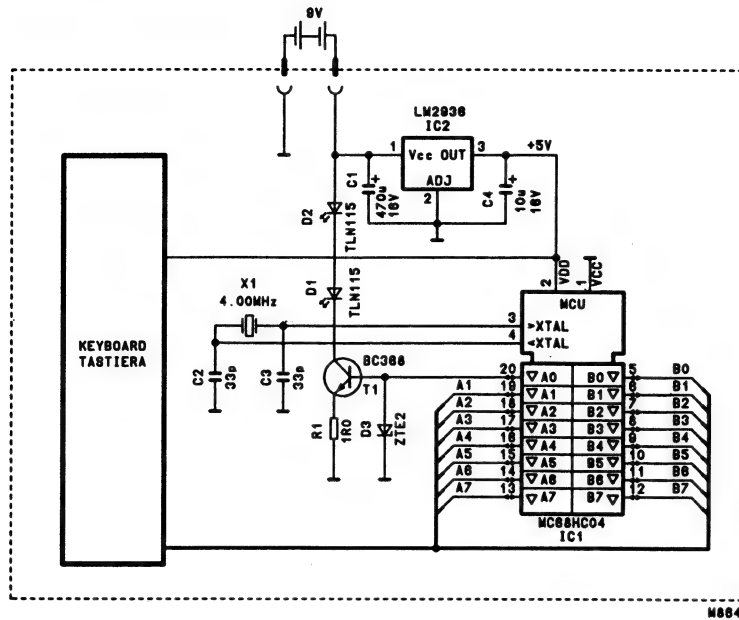 9V
LM2936
IC2
1
Vcc OUT
3
+5V
ADJ
2
C1
470u
16V
C4
10u
16V
D2
TLN115
D1
TLN115
X1
4.00MHz
2
VDD
1
VCC
MCU
3
>XTAL
4
<XTAL
KEYBOARD
TASTIERA
C2
33p
C3
33p
BC368
T1
R1
1R0
D3
ZTE2
20 A0 B0 5 B0
A1 19 A1 B1 6 B1
A2 18 A2 B2 7 B2
A3 17 A3 B3 8 B3
A4 16 A4 B4 9 B4
A5 15 A5 B5 10 B5
A6 14 A6 B6 11 B6
A7 13 A7 B7 12 B7
MC68HC04
IC1